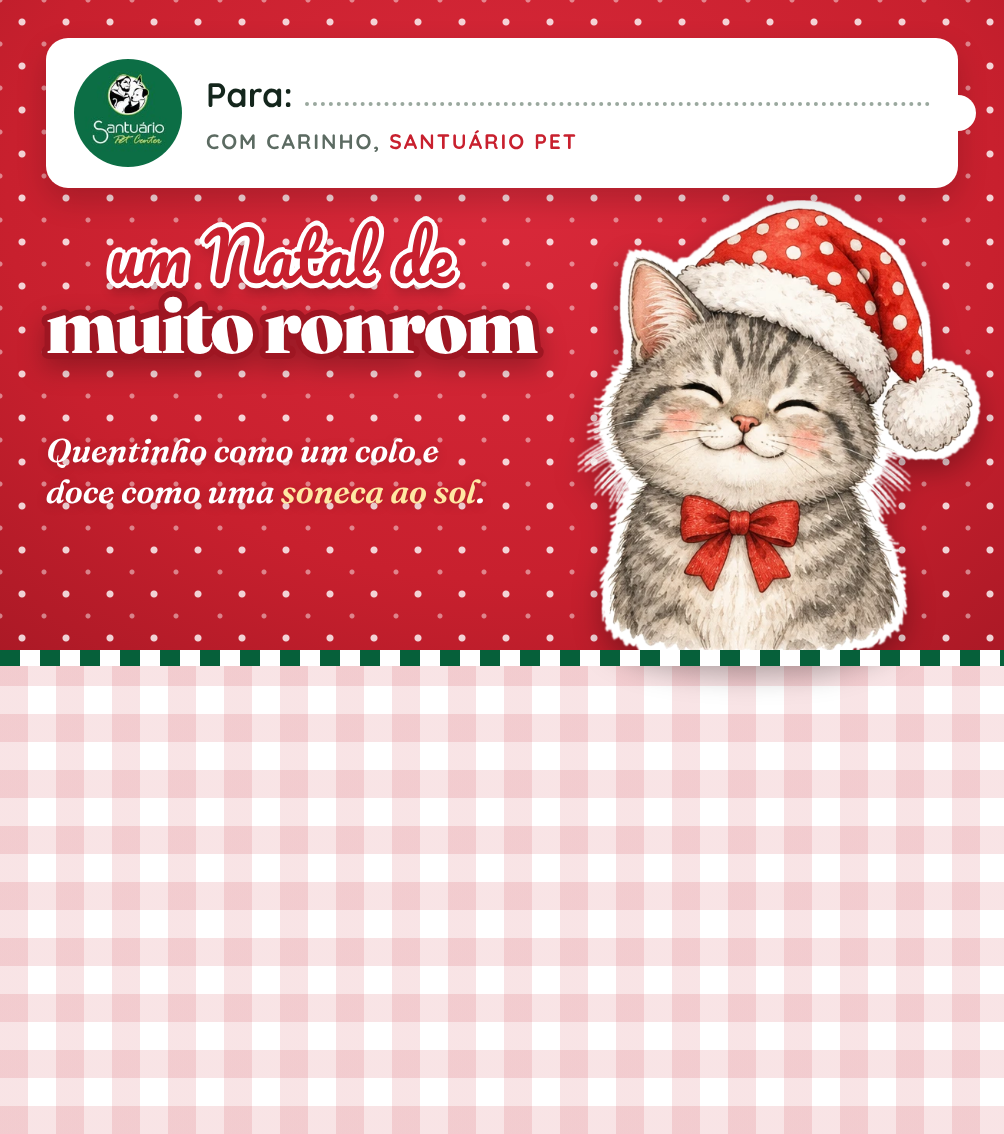 Santuário
Pet Center
Para:
COM CARINHO, SANTUÁRIO PET
um Natal de
muito ronrom
Quentinho como um colo e
doce como uma soneca ao sol.